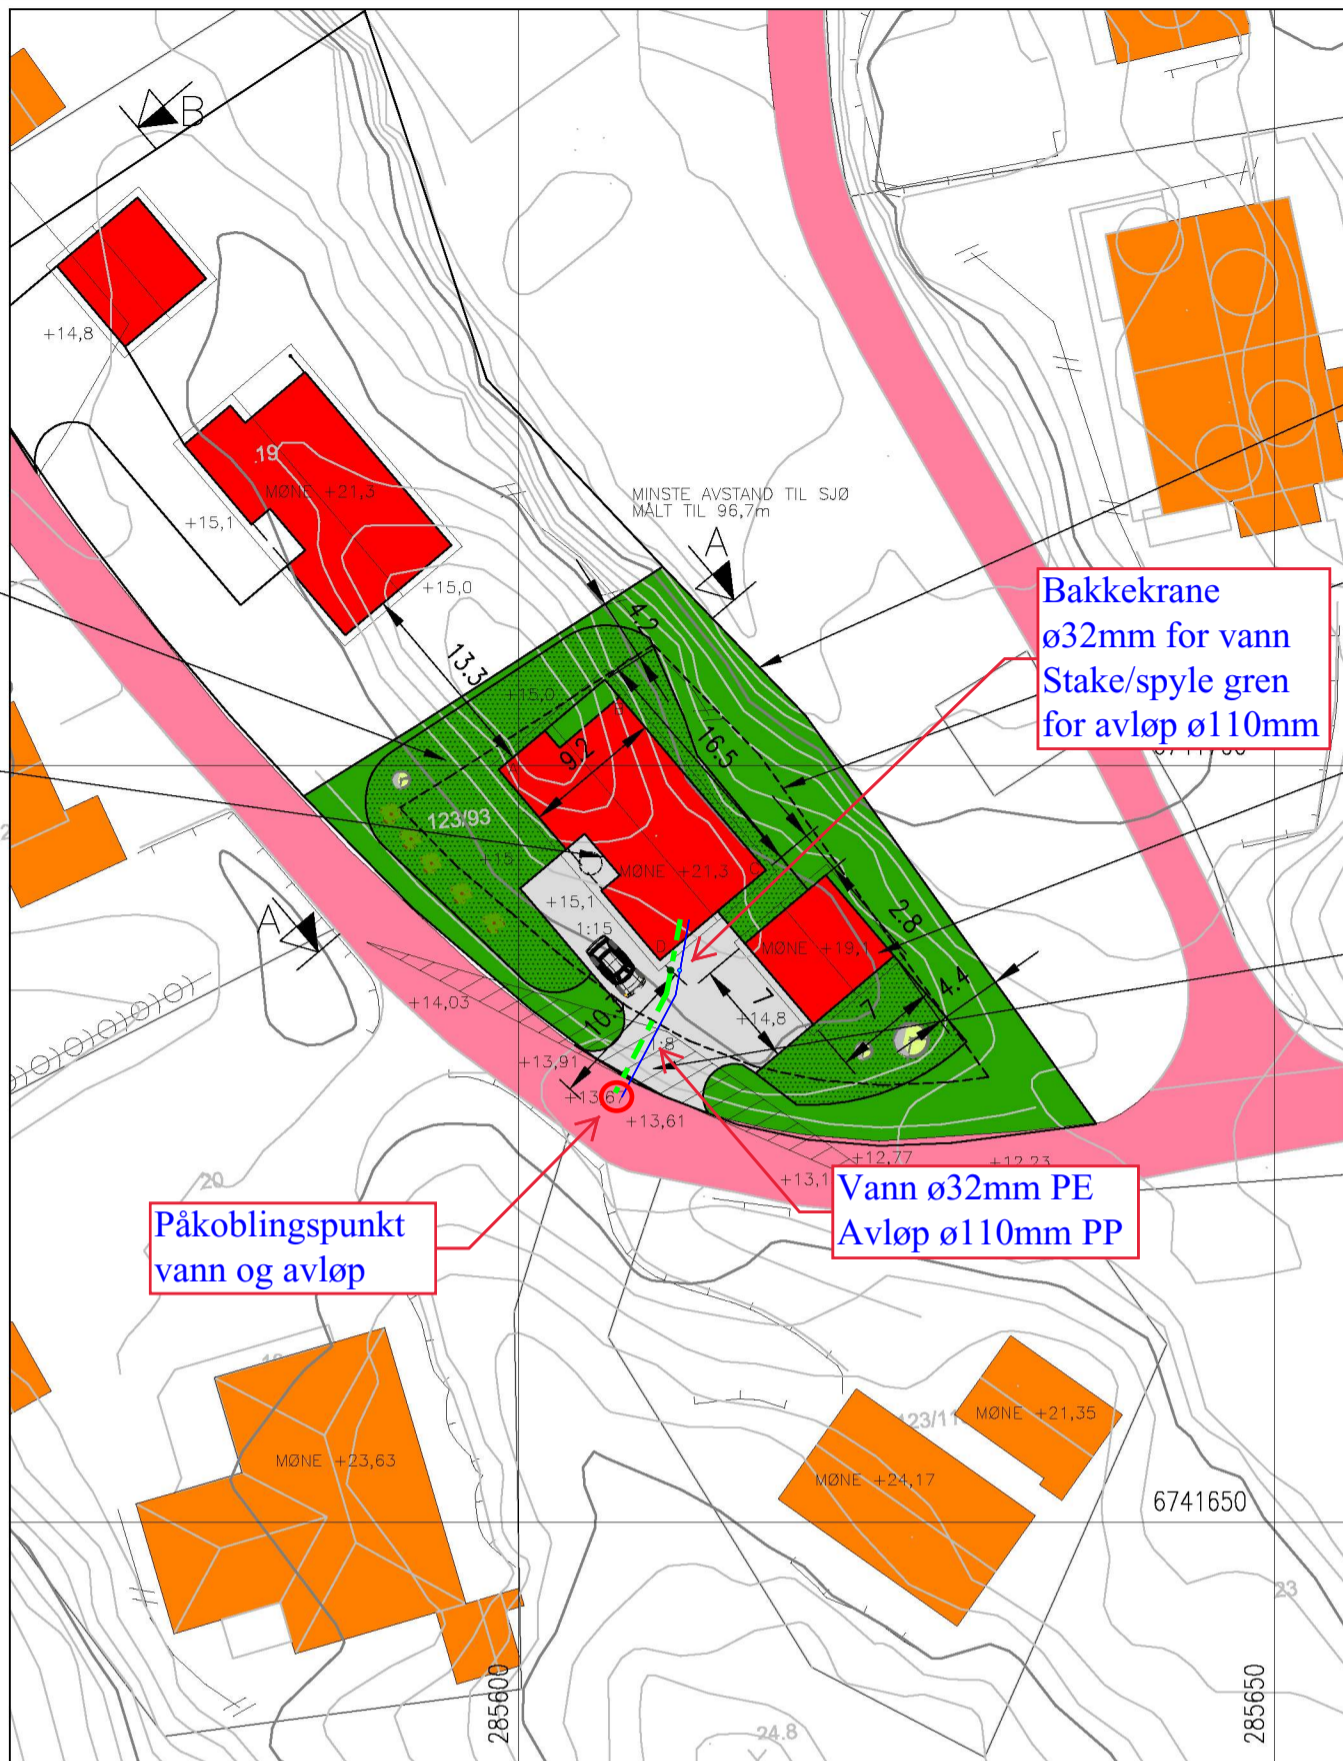 B
+14,8
19
MØNE +21,3
+15,1
+15,0
MINSTE AVSTAND TIL SJØ
MÅLT TIL 96,7m
A
Bakkekrane
ø32mm for vann
Stake/spyle gren
for avløp ø110mm
4.2
13.3
+15,0
16.5
9.2
123/93
+15
MØNE +21,3
C
+15,1
1:15
D
2.8
MØNE +19,1
A
4.4
7
7
+14,8
+14,03
10.3
1:8
+13,91
+13,67
+13,61
+12,77
+12,23
+13,1
20
Vann ø32mm PE
Avløp ø110mm PP
Påkoblingspunkt
vann og avløp
MØNE +23,63
MØNE +21,35
123/11
MØNE +24,17
6741650
23
285600
285650
24.8